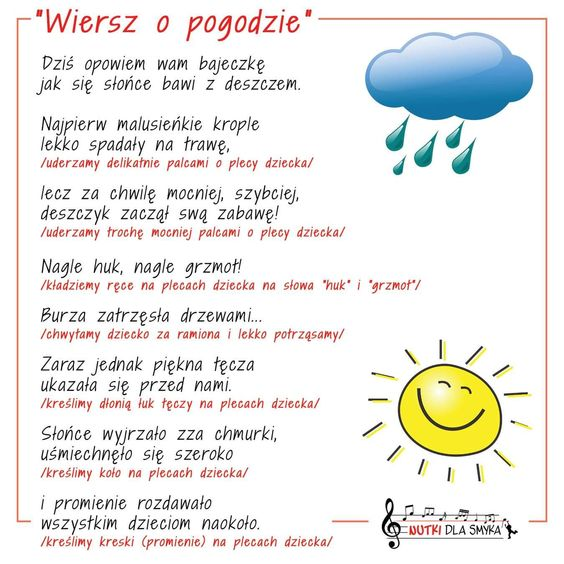 "Wiersz o pogodzie"
Dziś opowiem wam bajeczkę
jak się słońce bawi z deszczem.
Najpierw malusieńkie krople
lekko spadały na trawę,
/uderzamy delikatnie palcami o plecy dziecka/
lecz za chwilę mocniej, szybciej,
deszczyk zaczął swą zabawę!
/uderzamy trochę mocniej palcami o plecy dziecka/
Nagle huk, nagle grzmot!
/kładziemy ręce na plecach dziecka na słowa "huk" i "grzmot"/
Burza zatrzęsła drzewami...
/chwytamy dziecko za ramiona i lekko potrząsamy/
Zaraz jednak piękna tęcza
ukazała się przed nami.
/kreślimy dłonią łuk tęczy na plecach dziecka/
Słońce wyjrzało zza chmurki,
uśmiechnęło się szeroko
/kreślimy koło na plecach dziecka/
i promienie rozdawało
wszystkim dzieciom naokoło.
/kreślimy kreski (promienie) na plecach dziecka/
NUTKI DLA SMYKA